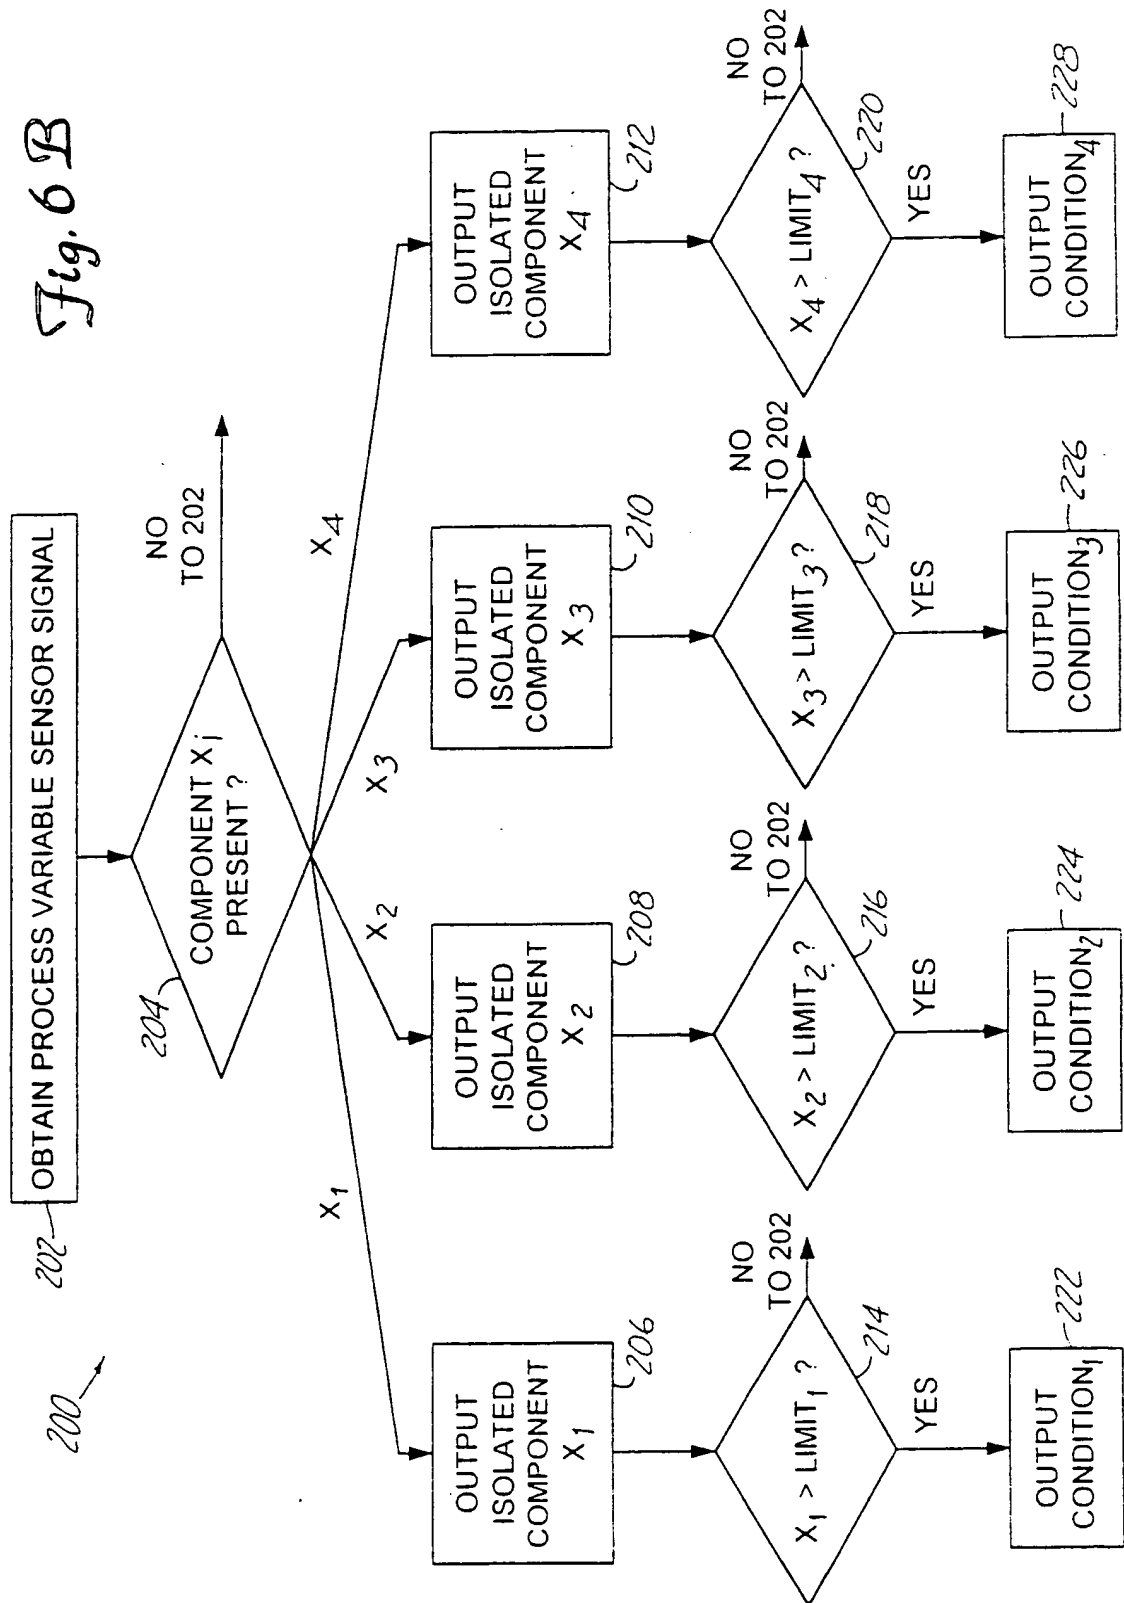 Fig. 6 B
200
202
OBTAIN PROCESS VARIABLE SENSOR SIGNAL
204
COMPONENT Xj
PRESENT ?
NO
TO 202
X1
X2
X3
X4
OUTPUT
ISOLATED
COMPONENT
X1
206
OUTPUT
ISOLATED
COMPONENT
X2
208
OUTPUT
ISOLATED
COMPONENT
X3
210
OUTPUT
ISOLATED
COMPONENT
X4
212
X1 > LIMIT1 ?
214
NO
TO 202
YES
X2 > LIMIT2 ?
216
NO
TO 202
YES
X3 > LIMIT3 ?
218
NO
TO 202
YES
X4 > LIMIT4 ?
220
NO
TO 202
YES
OUTPUT
CONDITION1
222
OUTPUT
CONDITION2
224
OUTPUT
CONDITION3
226
OUTPUT
CONDITION4
228